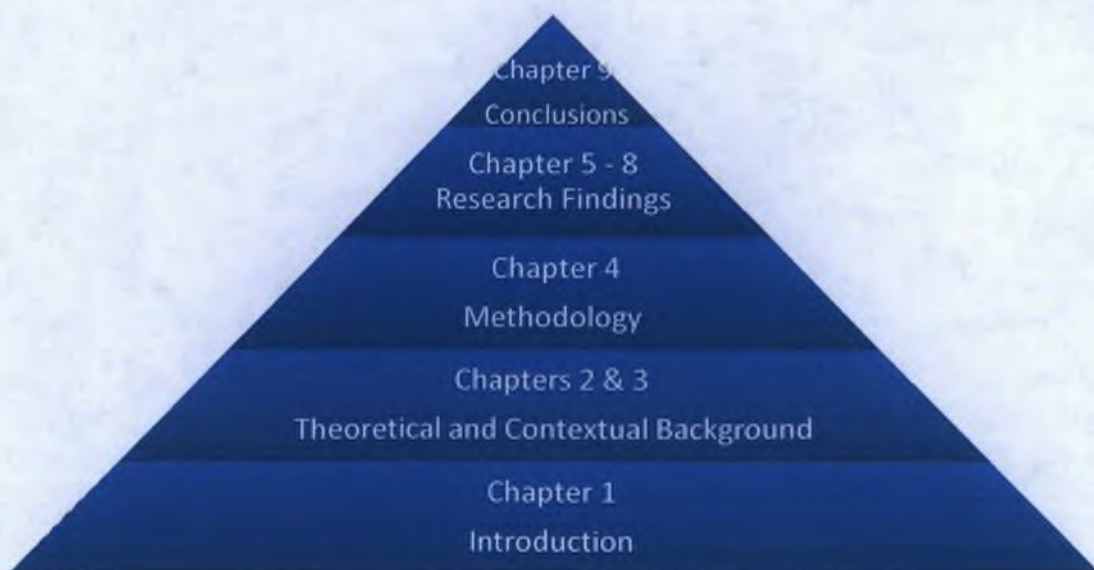 Chapter 9
Conclusions
Chapter 5 - 8
Research Findings
Chapter 4
Methodology
Chapters 2 & 3
Theoretical and Contextual Background
Chapter 1
Introduction